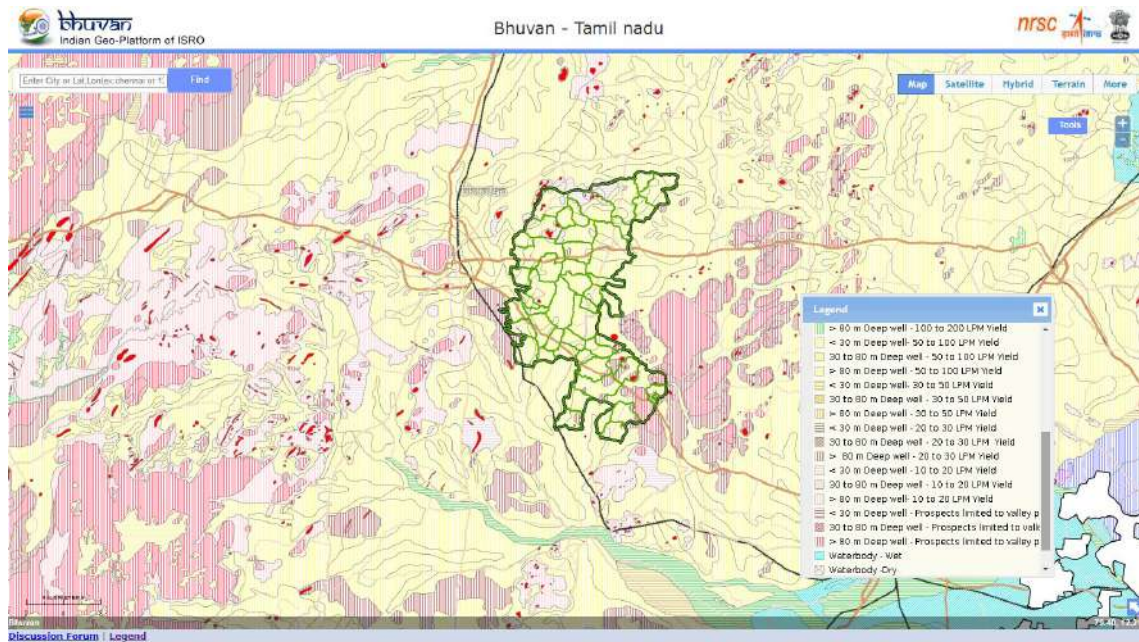 bhuvan
Indian Geo-Platform of ISRO
Bhuvan - Tamil nadu
nrsc
Find
Map
Satellite
Hybrid
Terrain
More
Tools
Legend
> 80 m Deep well - 100 to 200 LPM Yield
< 30 m Deep well- 50 to 100 LPM Yield
30 to 80 m Deep well - 50 to 100 LPM Yield
> 80 m Deep well - 50 to 100 LPM Yield
< 30 m Deep well- 30 to 50 LPM Yield
30 to 80 m Deep well - 30 to 50 LPM Yield
> 80 m Deep well - 30 to 50 LPM Yield
< 30 m Deep well - 20 to 30 LPM Yield
30 to 80 m Deep well - 20 to 30 LPM Yield
> 80 m Deep well - 20 to 30 LPM Yield
< 30 m Deep well- 10 to 20 LPM Yield
30 to 80 m Deep well - 10 to 20 LPM Yield
> 80 m Deep well- 10 to 20 LPM Yield
< 30 m Deep well - Prospects limited to valley p
30 to 80 m Deep well - Prospects limited to vall
> 80 m Deep well - Prospects limited to valley p
Waterbody - Wet
Waterbody -Dry
Discussion Forum | Legend